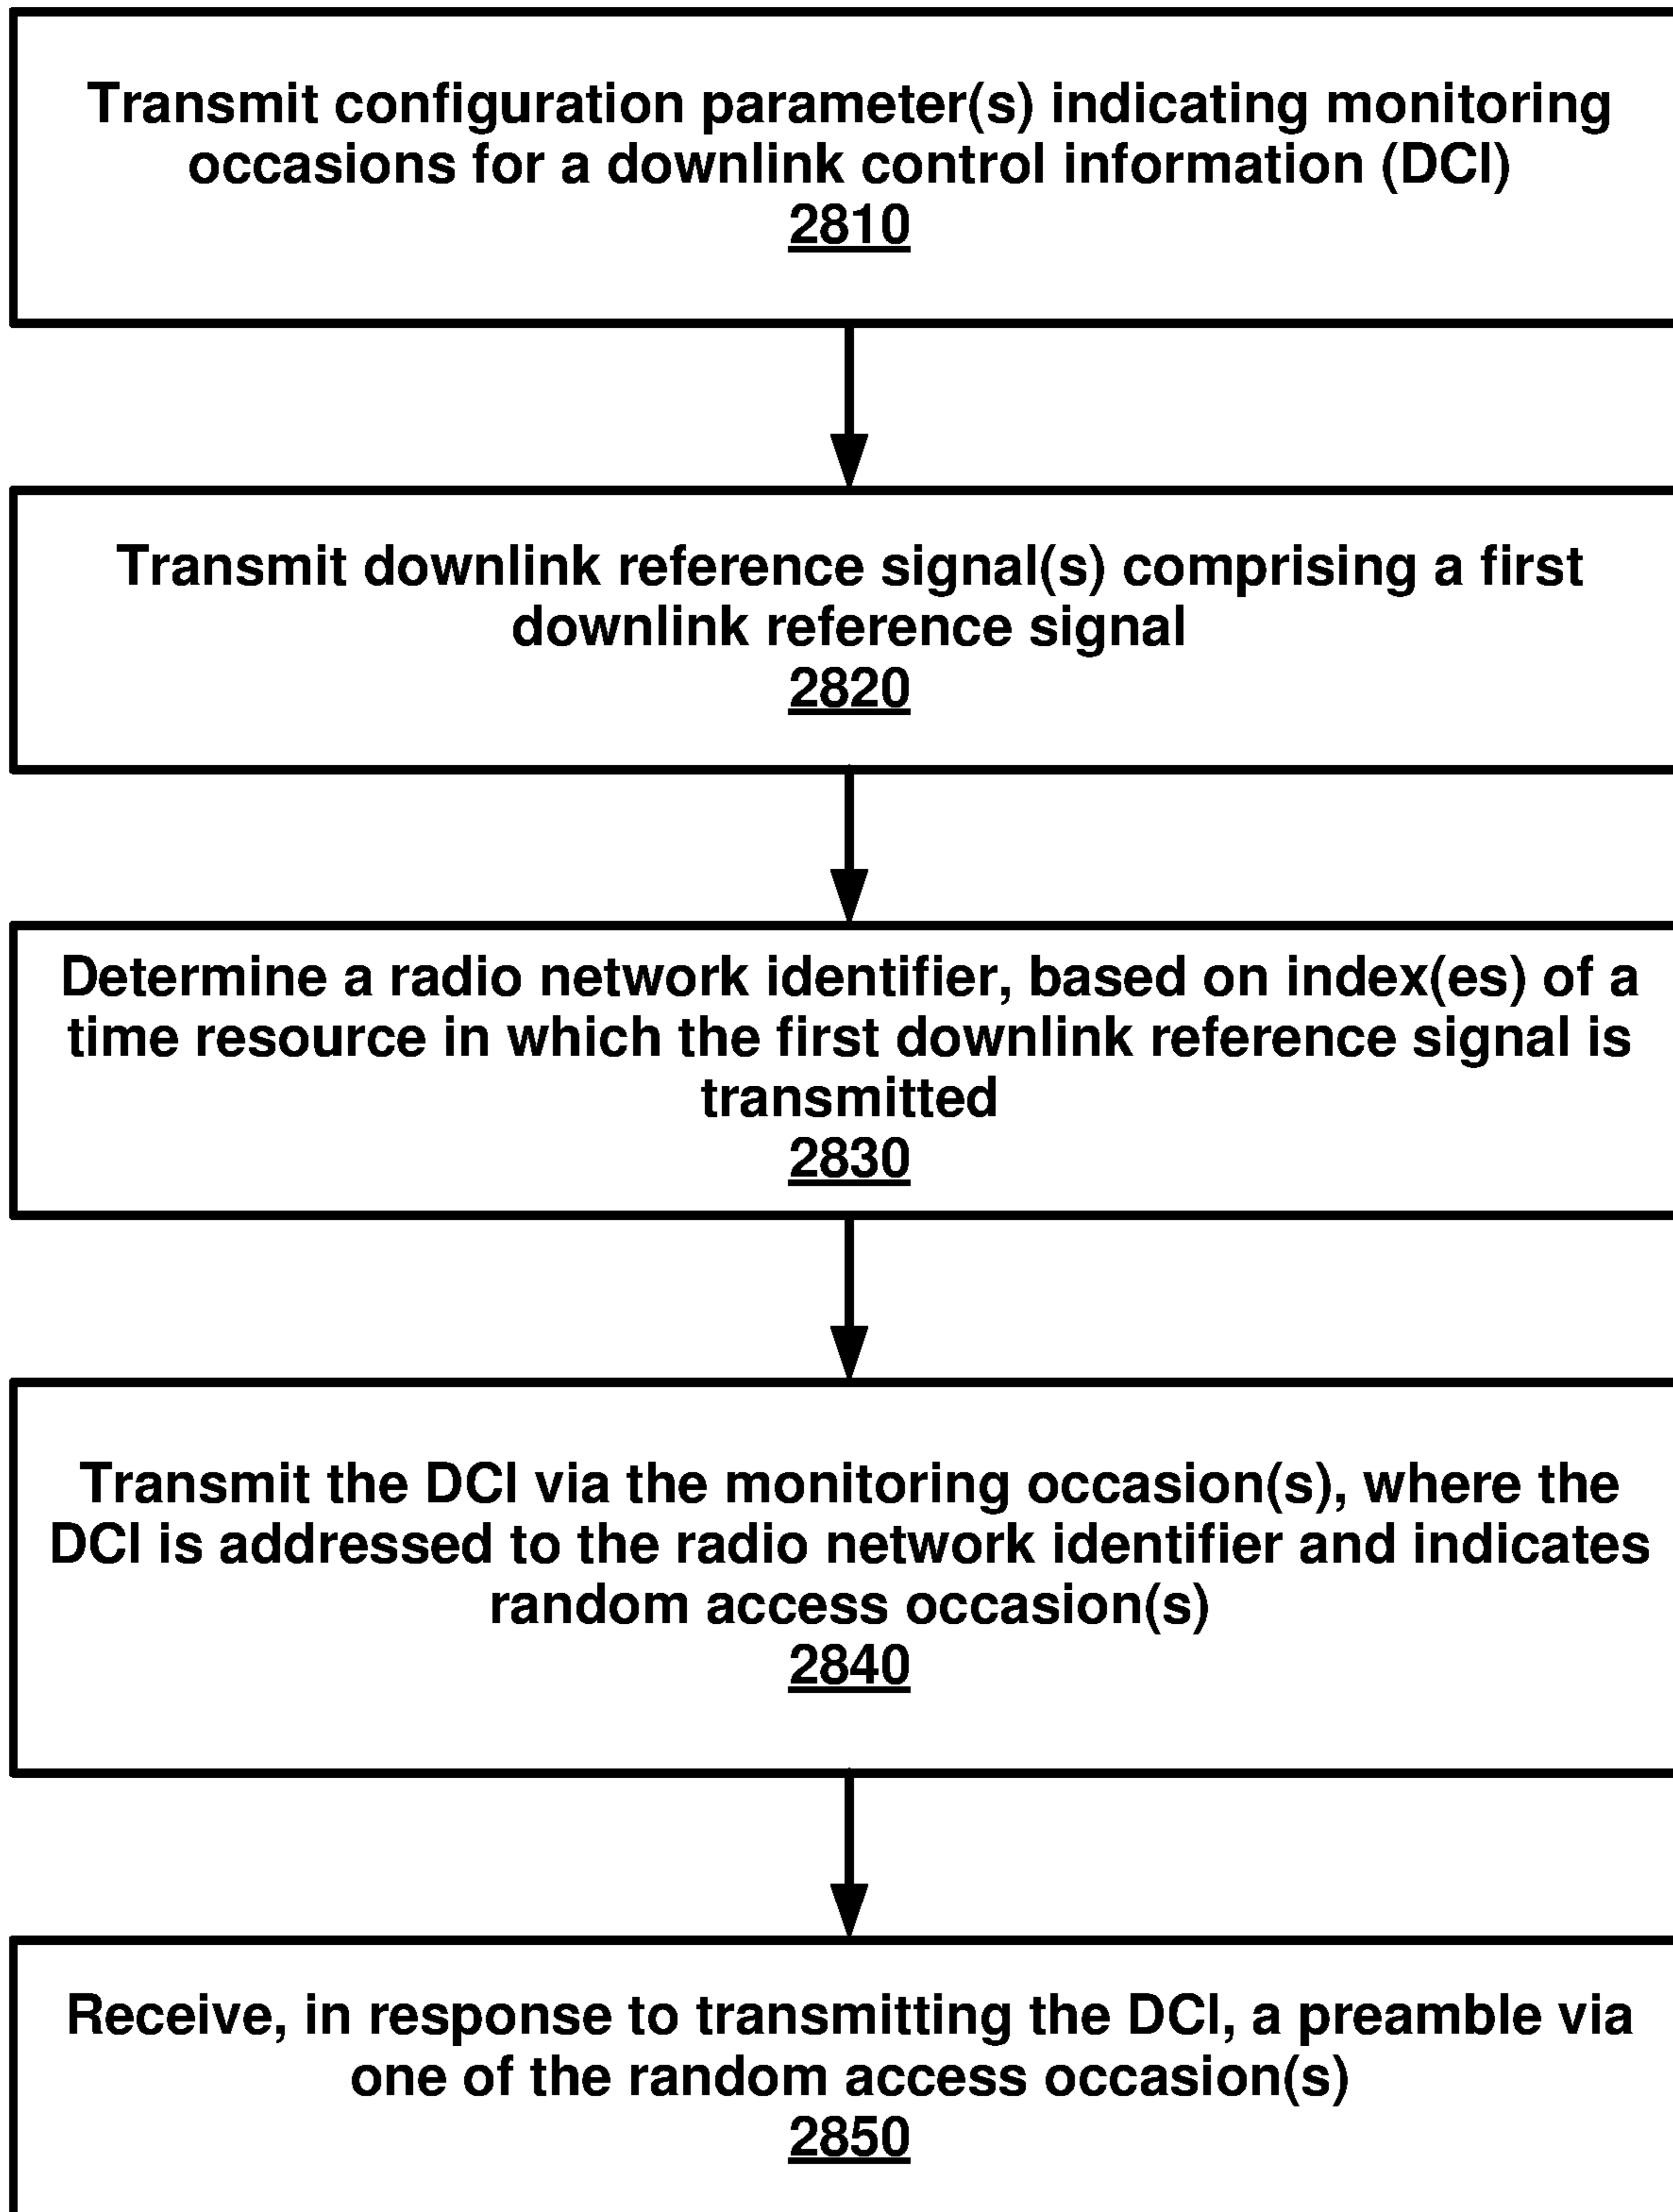 Transmit configuration parameter(s) indicating monitoring
occasions for a downlink control information (DCI)
2810
Transmit downlink reference signal(s) comprising a first
downlink reference signal
2820
Determine a radio network identifier, based on index(es) of a
time resource in which the first downlink reference signal is
transmitted
2830
Transmit the DCI via the monitoring occasion(s), where the
DCI is addressed to the radio network identifier and indicates
random access occasion(s)
2840
Receive, in response to transmitting the DCI, a preamble via
one of the random access occasion(s)
2850